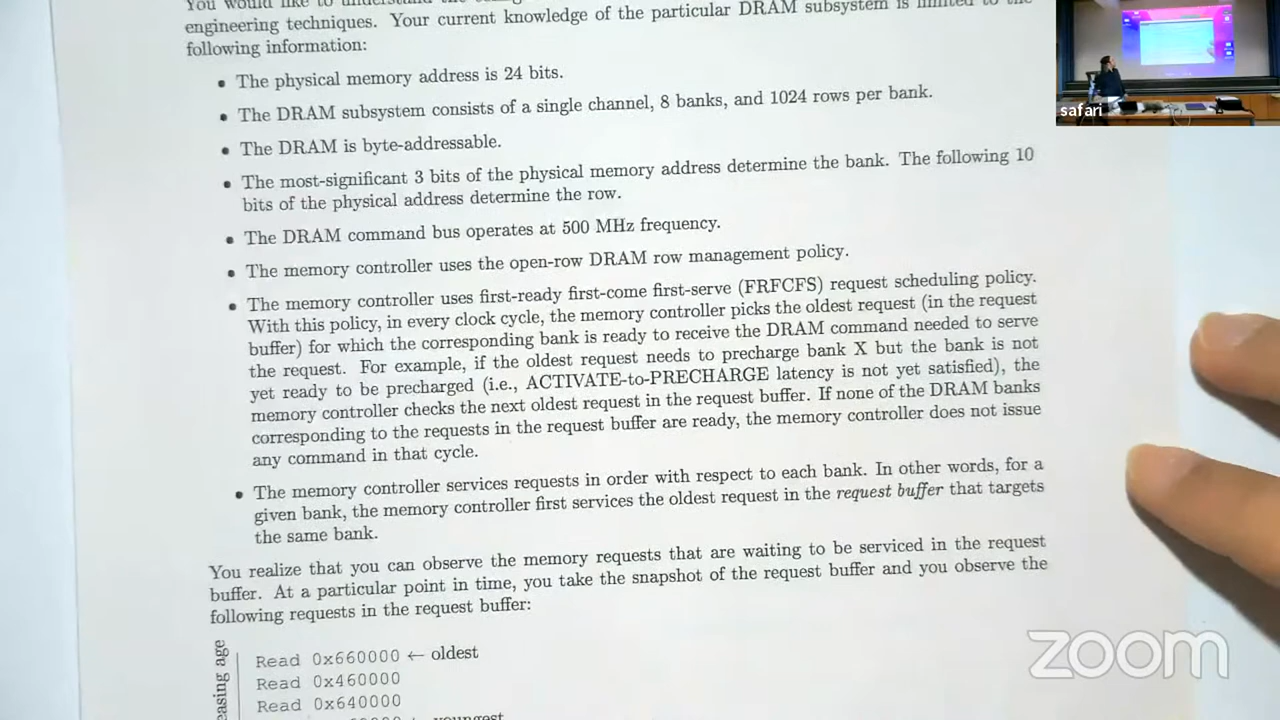 You would like to understand the
engineering techniques. Your current knowledge of the particular DRAM subsystem is limited to the
following information:
• The physical memory address is 24 bits.
• The DRAM subsystem consists of a single channel, 8 banks, and 1024 rows per bank.
• The DRAM is byte-addressable.
• The most-significant 3 bits of the physical memory address determine the bank. The following 10
bits of the physical address determine the row.
• The DRAM command bus operates at 500 MHz frequency.
• The memory controller uses the open-row DRAM row management policy.
• The memory controller uses first-ready first-come first-serve (FRFCFS) request scheduling policy.
With this policy, in every clock cycle, the memory controller picks the oldest request (in the request
buffer) for which the corresponding bank is ready to receive the DRAM command needed to serve
the request. For example, if the oldest request needs to precharge bank X but the bank is not
yet ready to be precharged (i.e., ACTIVATE-to-PRECHARGE latency is not yet satisfied), the
memory controller checks the next oldest request in the request buffer. If none of the DRAM banks
corresponding to the requests in the request buffer are ready, the memory controller does not issue
any command in that cycle.
• The memory controller services requests in order with respect to each bank. In other words, for a
given bank, the memory controller first services the oldest request in the request buffer that targets
the same bank.
You realize that you can observe the memory requests that are waiting to be serviced in the request
buffer. At a particular point in time, you take the snapshot of the request buffer and you observe the
following requests in the request buffer:
Read 0x660000 ← oldest
Read 0x460000
Read 0x640000
youngest
easing age
safari
zoom